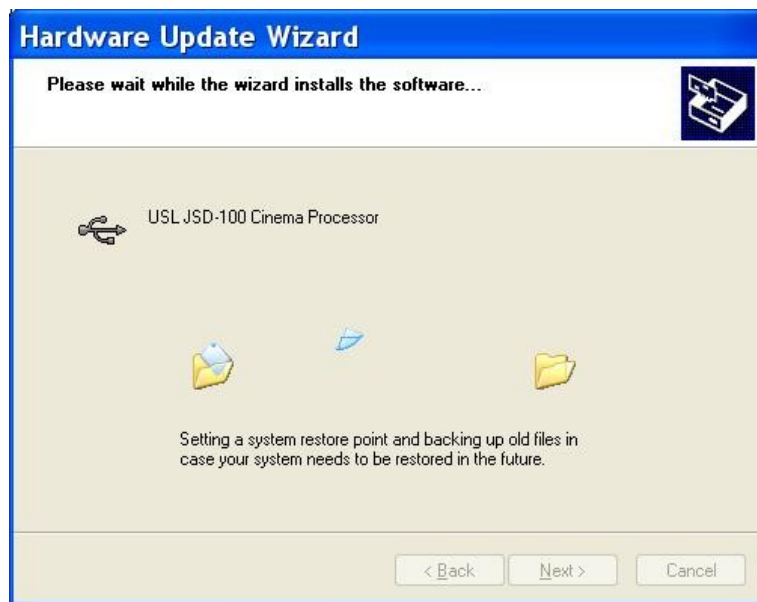 Hardware Update Wizard
Please wait while the wizard installs the software...
USL JSD-100 Cinema Processor
Setting a system restore point and backing up old files in
case your system needs to be restored in the future.
< Back Next > Cancel